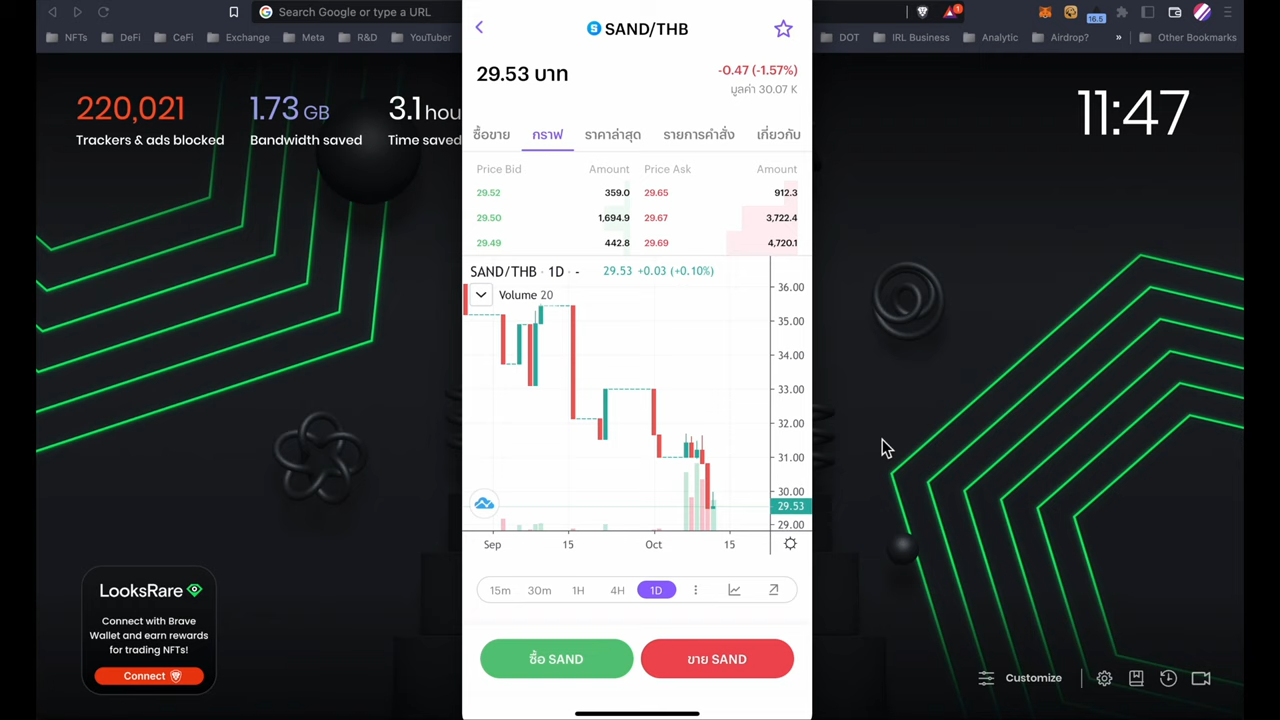 Search Google or type a URL
1
16.5
NFTs
DeFi
CeFi
Exchange
Meta
R&D
YouTuber
DOT
IRL Business
Analytic
Airdrop?
»
Other Bookmarks
220,021
Trackers & ads blocked
1.73 GB
Bandwidth saved
3.1 hou
Time saved
11:47
SAND/THB
29.53 บาท
-0.47 (-1.57%)
มูลค่า 30.07 K
ซื้อขาย
กราฟ
ราคาล่าสุด
รายการคำสั่ง
เกี่ยวกับ
Price Bid
Amount
Price Ask
Amount
29.52
359.0
29.65
912.3
29.50
1,694.9
29.67
3,722.4
29.49
442.8
29.69
4,720.1
SAND/THB · 1D · -
29.53 +0.03 (+0.10%)
Volume 20
36.00
35.00
34.00
33.00
32.00
31.00
30.00
29.53
29.00
Sep
15
Oct
15
15m
30m
1H
4H
1D
ซื้อ SAND
ขาย SAND
LooksRare
Connect with Brave
Wallet and earn rewards
for trading NFTs!
Connect
Customize